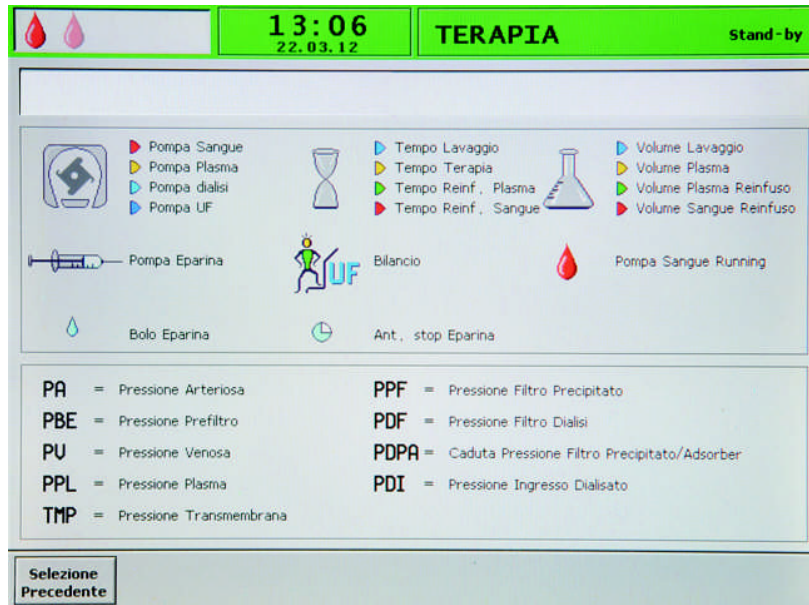 13:06
22.03.12
TERAPIA
Stand-by
Pompa Sangue
Pompa Plasma
Pompa dialisi
Pompa UF
Tempo Lavaggio
Tempo Terapia
Tempo Reinf. Plasma
Tempo Reinf. Sangue
Volume Lavaggio
Volume Plasma
Volume Plasma Reinfuso
Volume Sangue Reinfuso
Pompa Eparina
UF
Bilancio
Pompa Sangue Running
Bolo Eparina
Ant. stop Eparina
PA = Pressione Arteriosa
PBE = Pressione Prefiltro
PV = Pressione Venosa
PPL = Pressione Plasma
TMP = Pressione Transmembrana
PPF = Pressione Filtro Precipitato
PDF = Pressione Filtro Dialisi
PDPA = Caduta Pressione Filtro Precipitato/Adsorber
PDI = Pressione Ingresso Dialisato
Selezione
Precedente